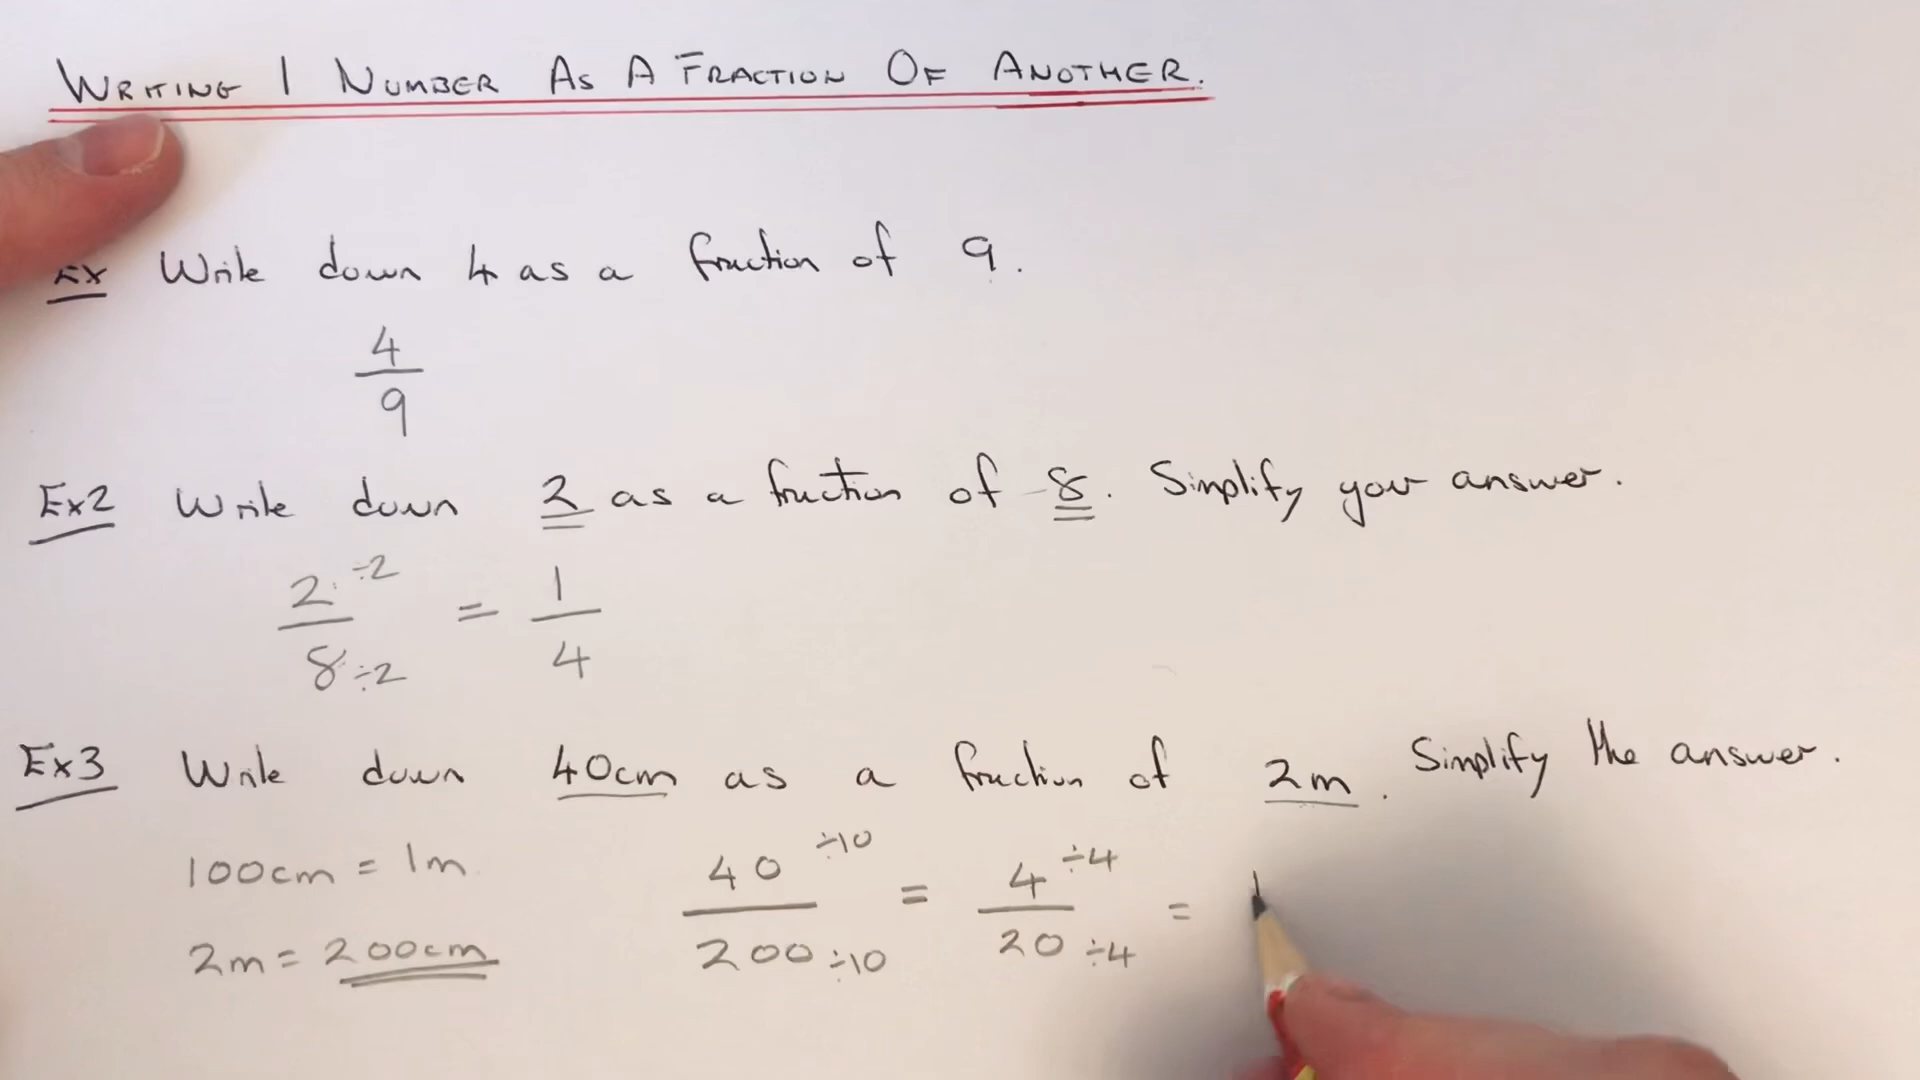 WRITING 1 NUMBER AS A FRACTION OF ANOTHER.
Ex Write down 4 as a fraction of 9.
4
9
Ex2 Write down 2 as a fraction of 8. Simplify your answer.
2 ÷2 = 1
8 ÷2 4
Ex3 Write down 40cm as a fraction of 2m. Simplify the answer.
100cm = 1m
2m = 200cm
40 ÷10 = 4 ÷4 = 1
200 ÷10 20 ÷4